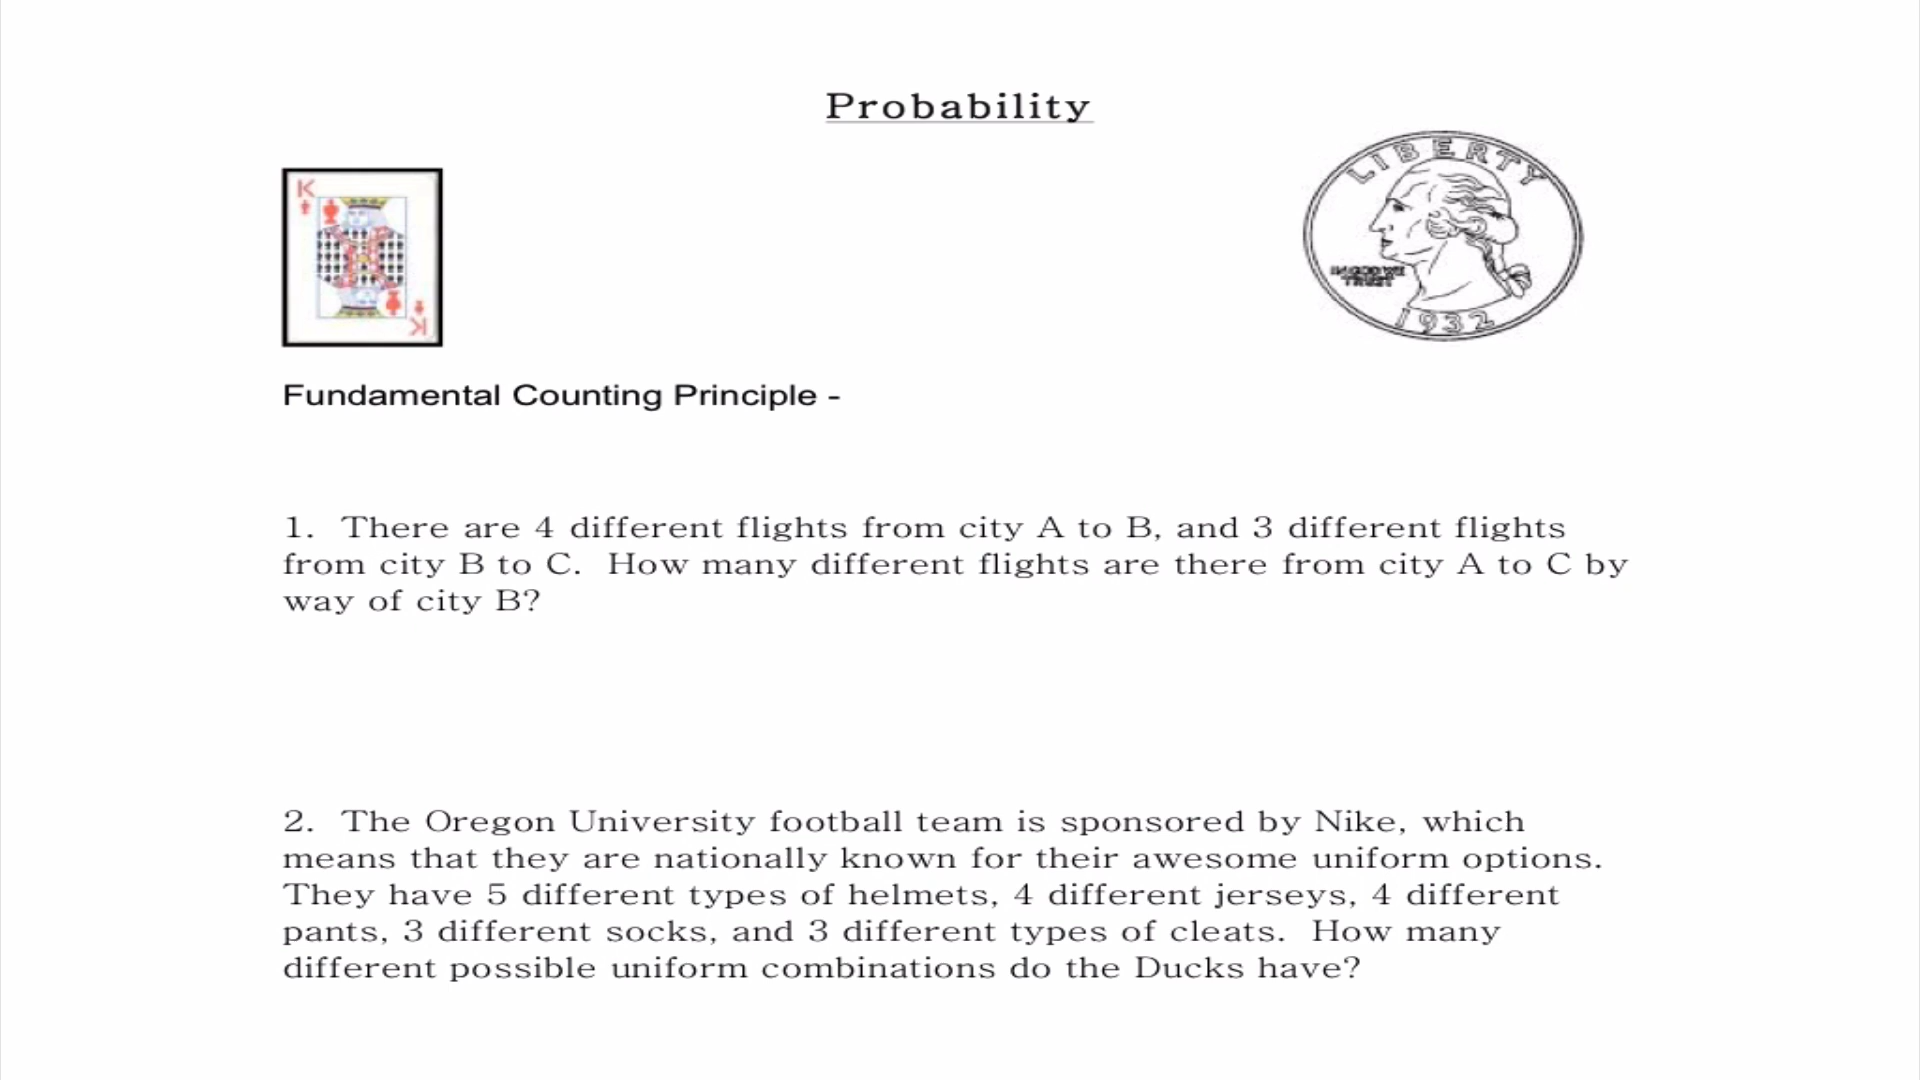 Probability
K
K
LIBERTY
IN GOD WE
TRUST
1932
Fundamental Counting Principle -
1. There are 4 different flights from city A to B, and 3 different flights
from city B to C. How many different flights are there from city A to C by
way of city B?
2. The Oregon University football team is sponsored by Nike, which
means that they are nationally known for their awesome uniform options.
They have 5 different types of helmets, 4 different jerseys, 4 different
pants, 3 different socks, and 3 different types of cleats. How many
different possible uniform combinations do the Ducks have?